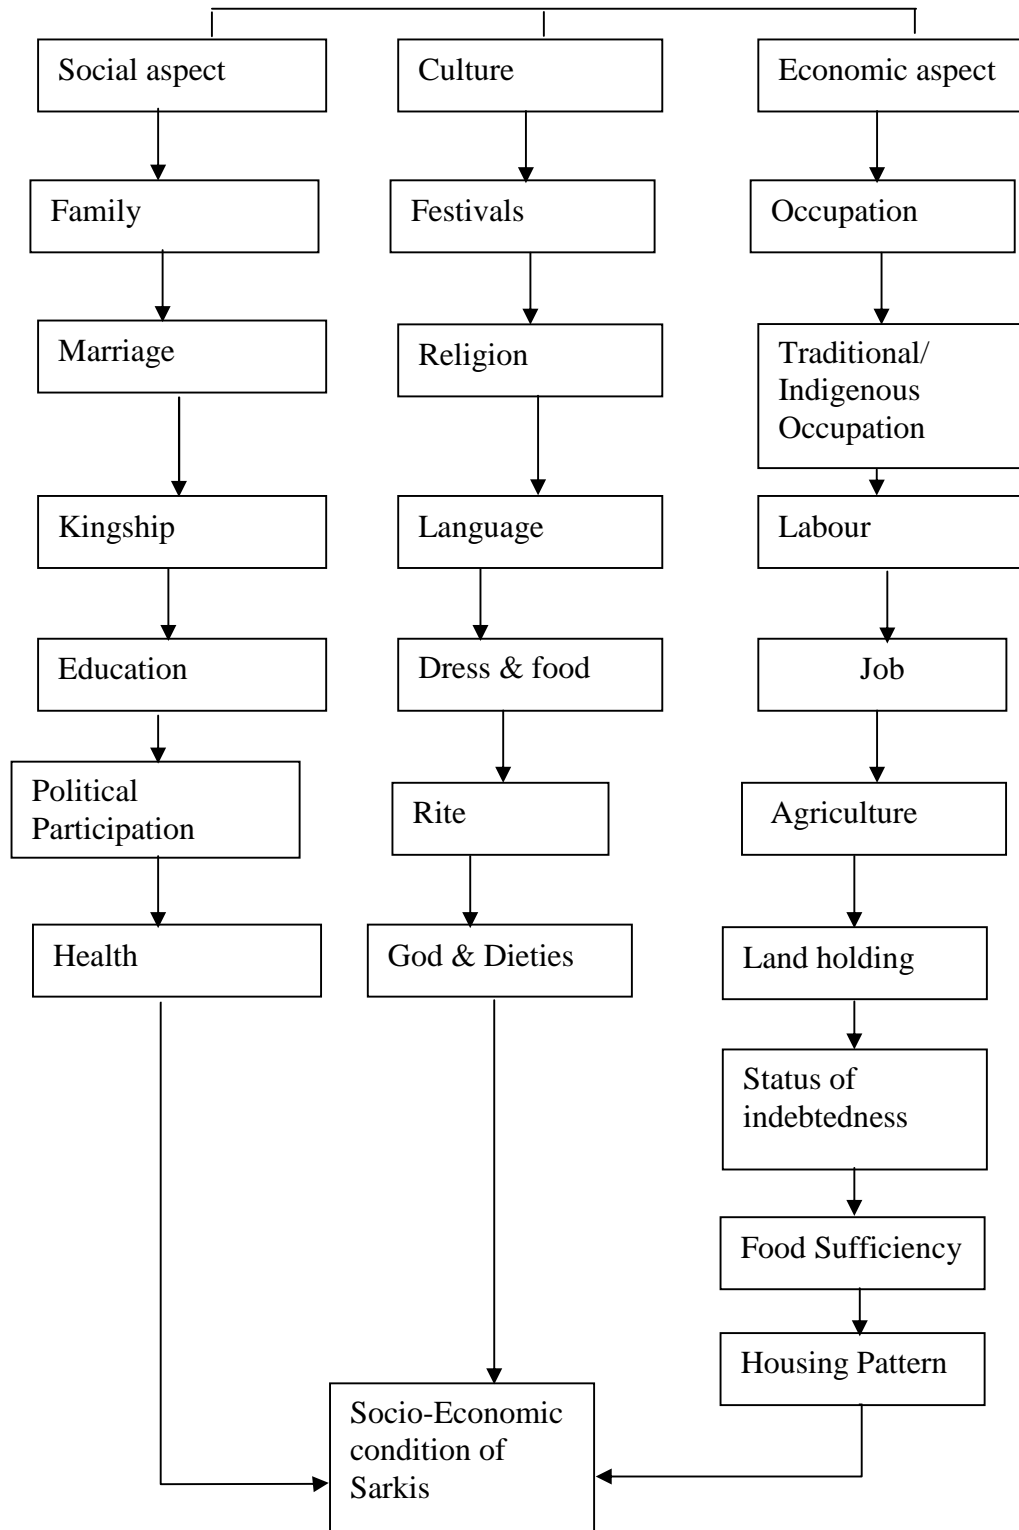 Social aspect
Culture
Economic aspect
Family
Festivals
Occupation
Marriage
Religion
Traditional/
Indigenous
Occupation
Kingship
Language
Labour
Education
Dress & food
Job
Political
Participation
Rite
Agriculture
Health
God & Dieties
Land holding
Status of
indebtedness
Food Sufficiency
Housing Pattern
Socio-Economic
condition of
Sarkis